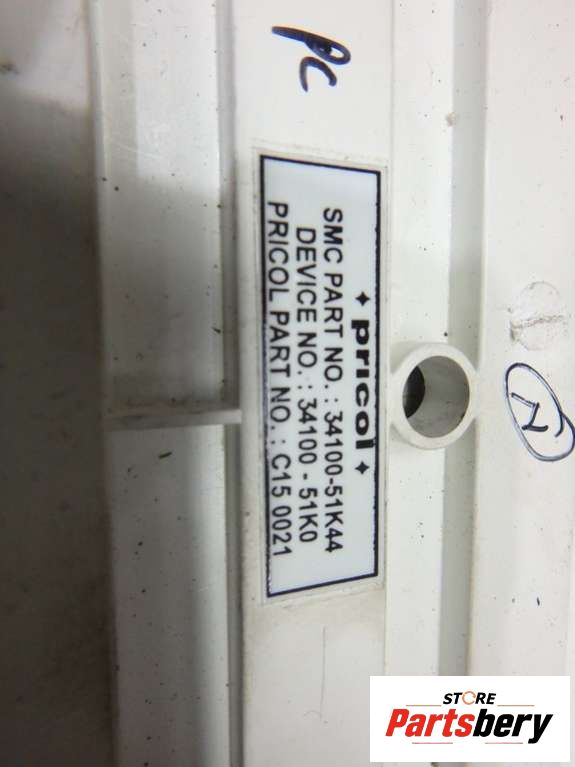 PC
pricol
SMC PART NO. : 34100-51K44
DEVICE NO. : 34100 - 51K0
PRICOL PART NO. : C15 0021
STORE
Partsbery